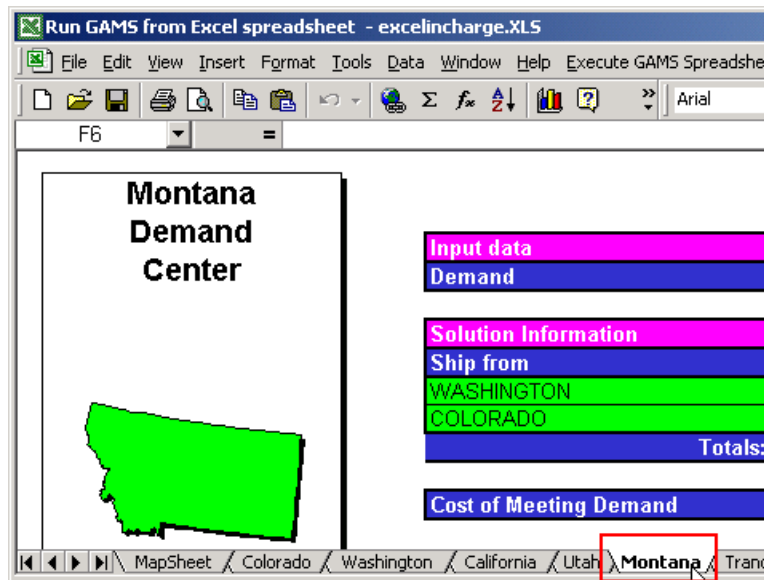 Run GAMS from Excel spreadsheet - excelincharge.XLS
File Edit View Insert Format Tools Data Window Help Execute GAMS Spreadshe
Arial
F6 =
Montana
Demand
Center
Input data
Demand
Solution Information
Ship from
WASHINGTON
COLORADO
Totals:
Cost of Meeting Demand
MapSheet Colorado Washington California Utah Montana Trand